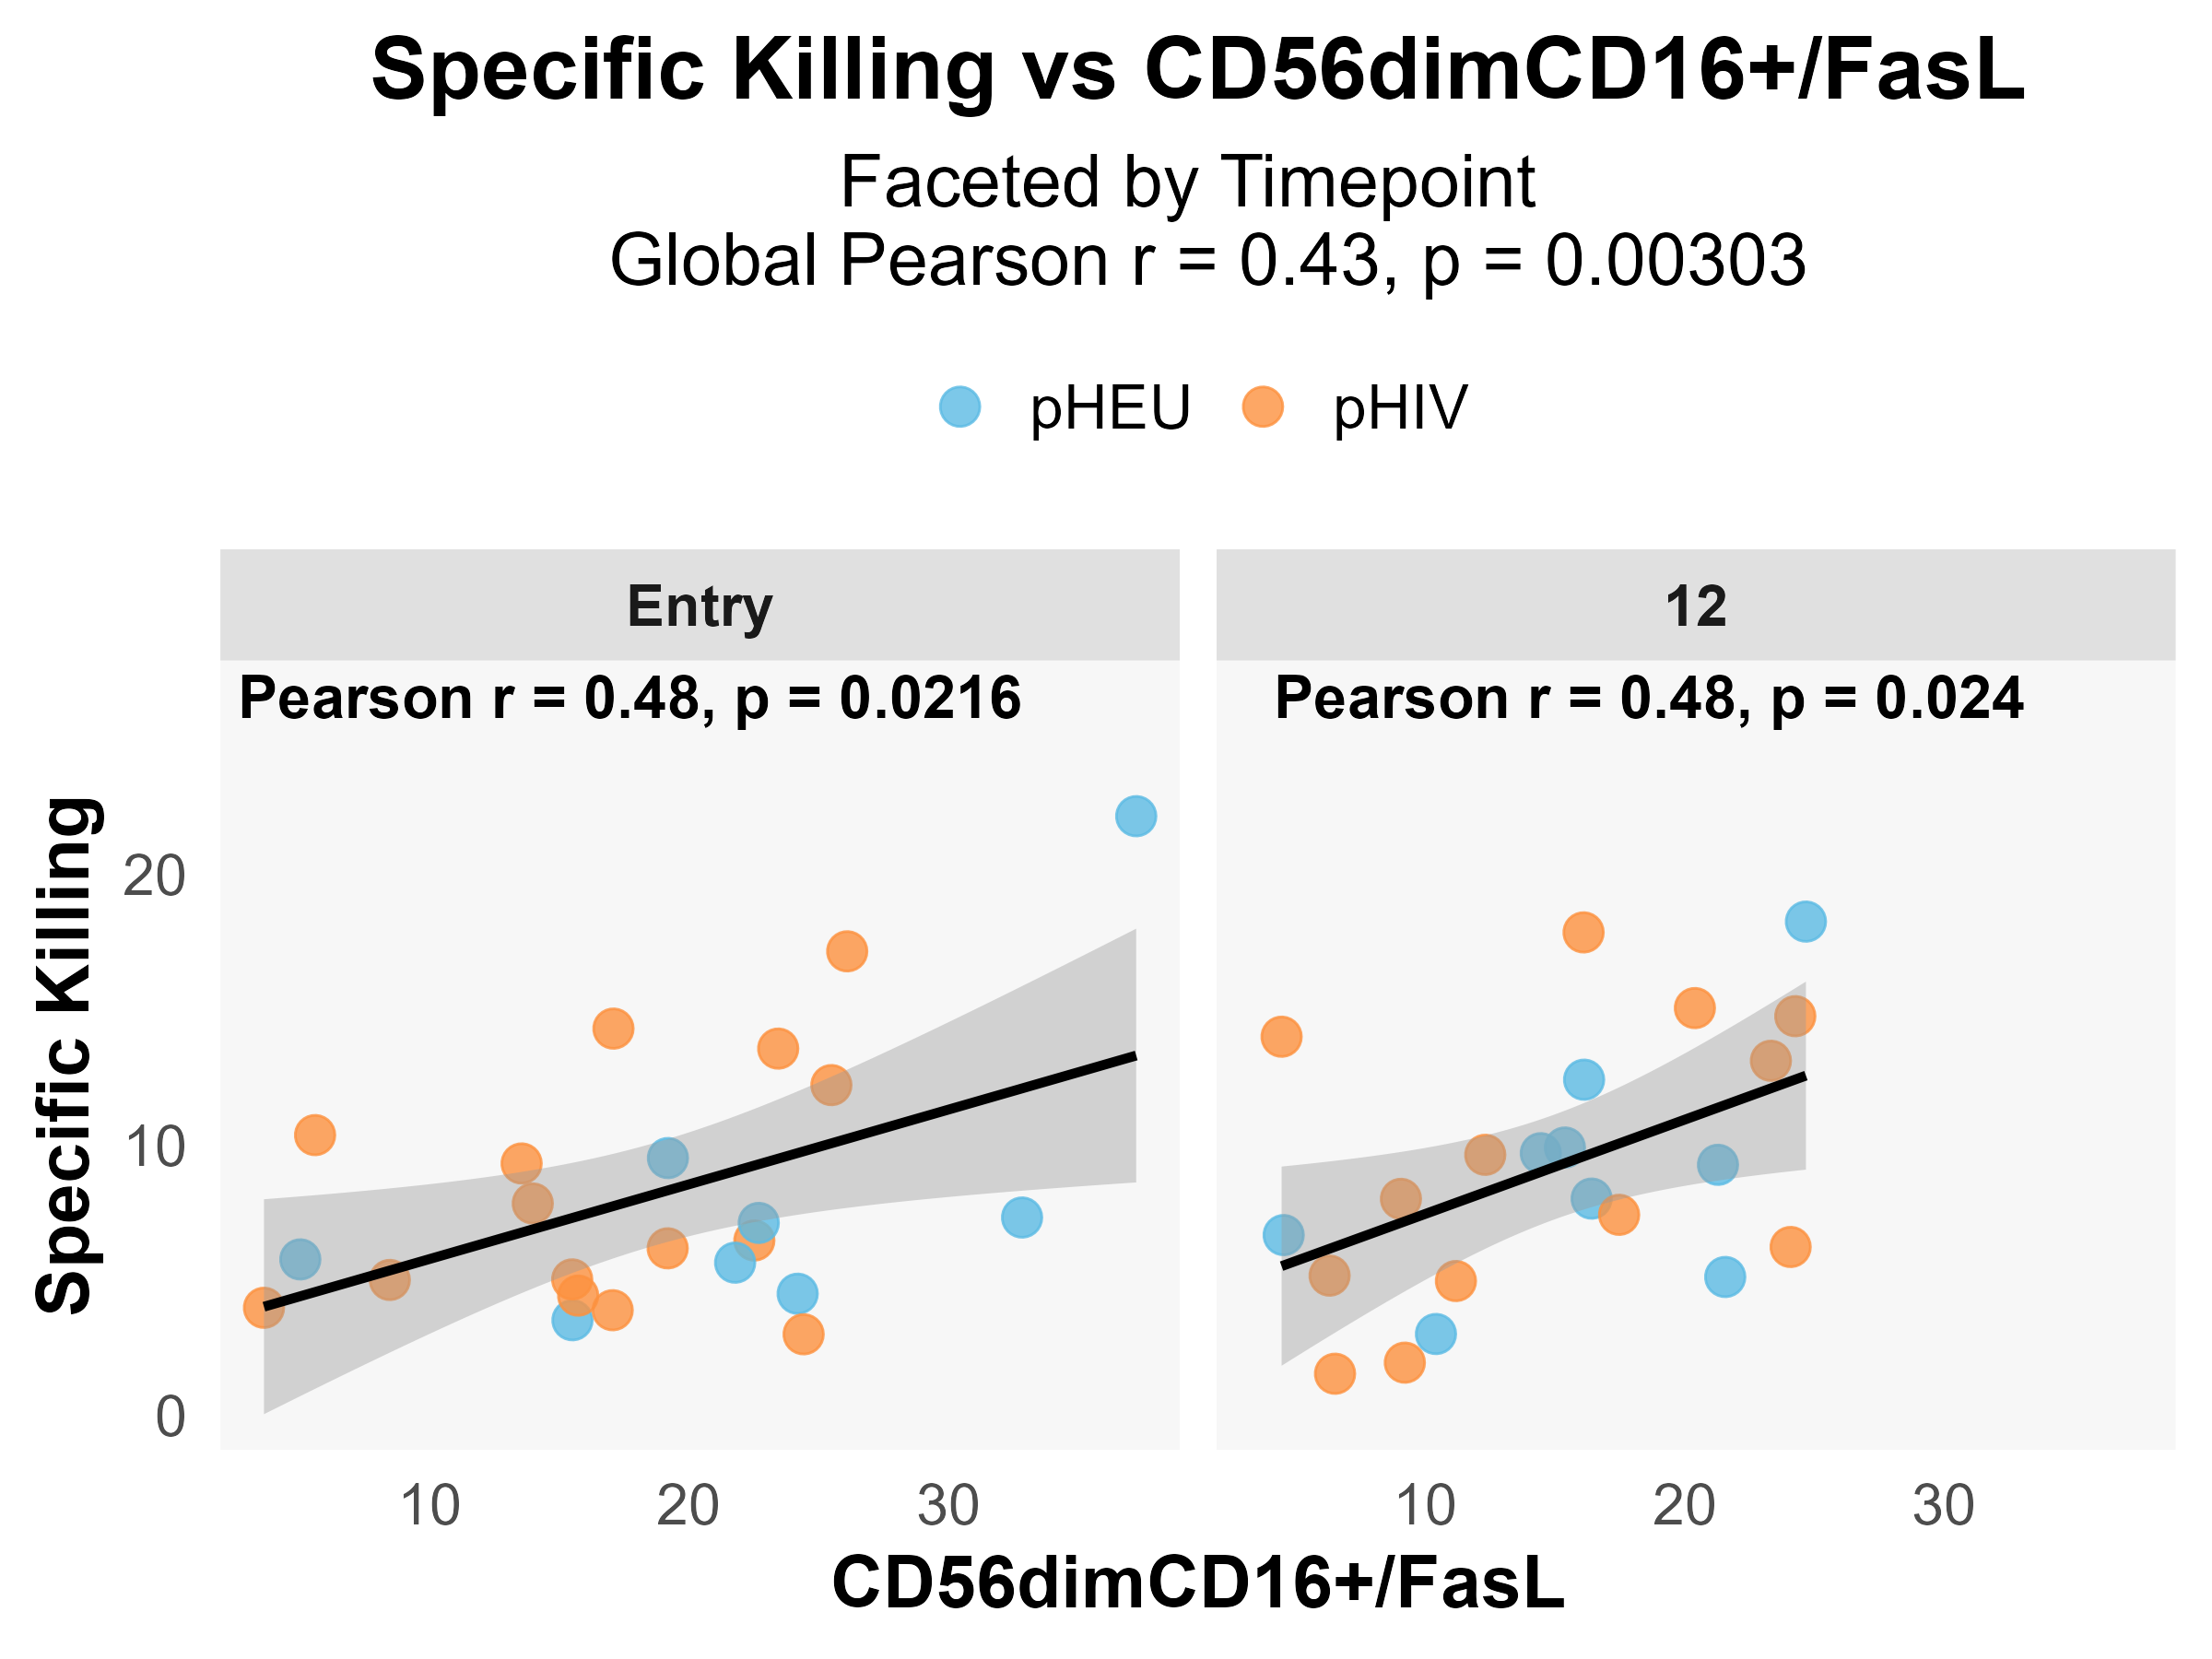 Specific Killing vs CD56dimCD16+/FasL
Faceted by Timepoint
Global Pearson r = 0.43, p = 0.00303
pHEU
pHIV
Entry
12
Pearson r = 0.48, p = 0.0216
Pearson r = 0.48, p = 0.024
Specific Killing
20
10
0
10
20
30
10
20
30
CD56dimCD16+/FasL